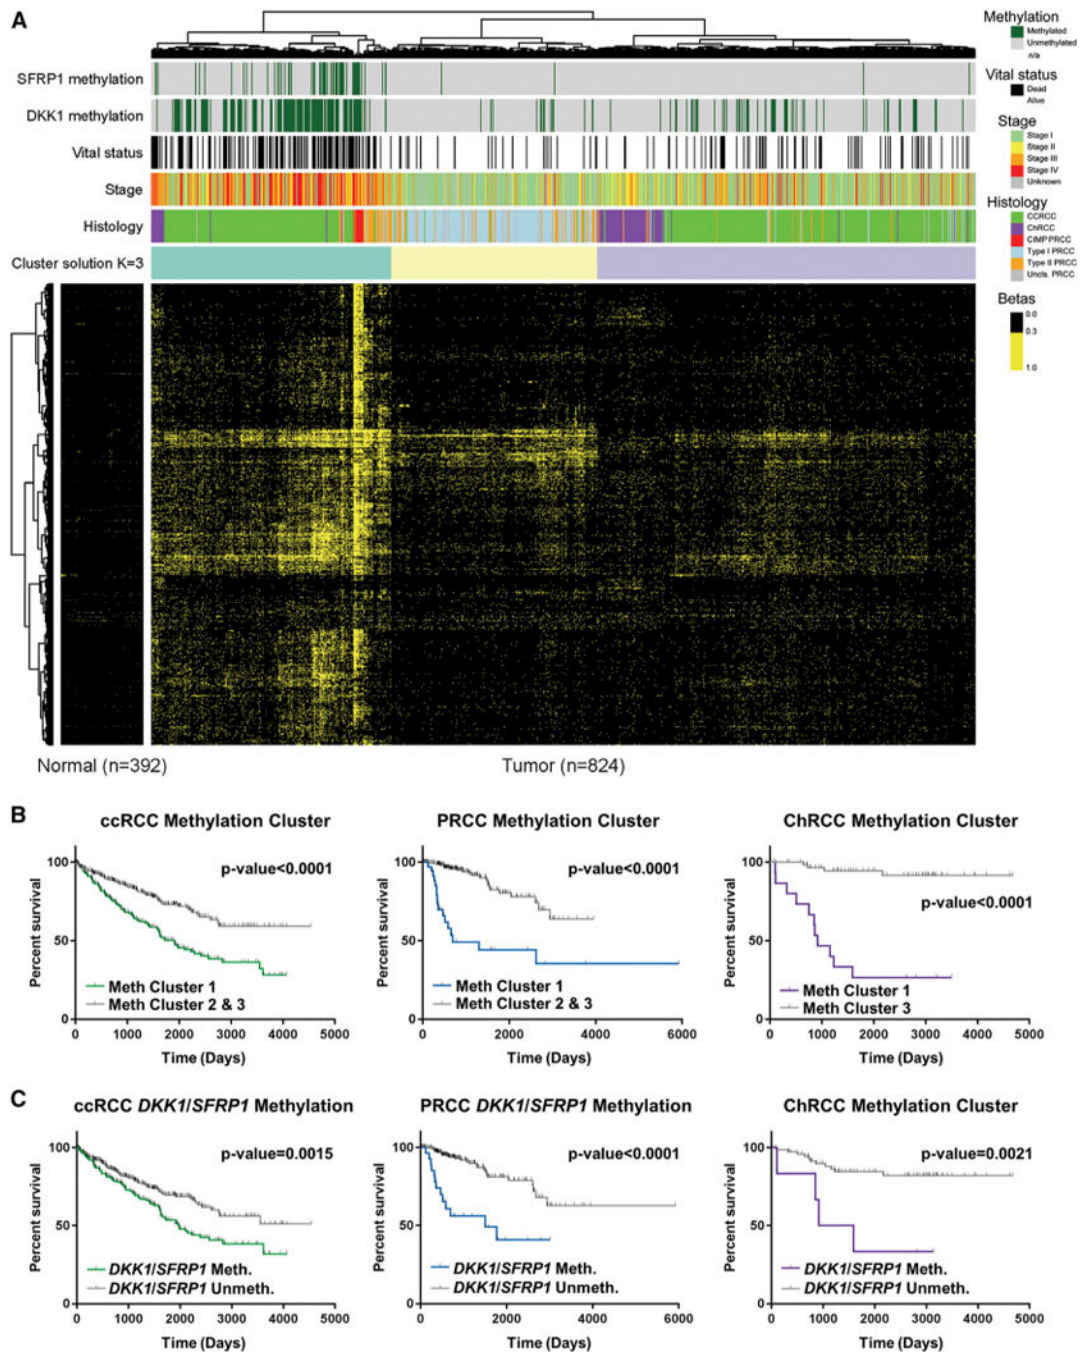 A
SFRP1 methylation
DKK1 methylation
Vital status
Stage
Histology
Cluster solution K=3
Methylation
Methylated
Unmethylated
n/a
Vital status
Dead
Alive
Stage
Stage I
Stage II
Stage III
Stage IV
Unknown
Histology
CCRCC
ChRCC
CIMP PRCC
Type I PRCC
Type II PRCC
Uncls. PRCC
Betas
0.0
0.3
1.0
Normal (n=392)
Tumor (n=824)
B
ccRCC Methylation Cluster
Percent survival
100
50
0
p-value<0.0001
Meth Cluster 1
Meth Cluster 2 & 3
0 1000 2000 3000 4000 5000
Time (Days)
PRCC Methylation Cluster
Percent survival
100
50
0
p-value<0.0001
Meth Cluster 1
Meth Cluster 2 & 3
0 2000 4000 6000
Time (Days)
ChRCC Methylation Cluster
Percent survival
100
50
0
p-value<0.0001
Meth Cluster 1
Meth Cluster 3
0 1000 2000 3000 4000 5000
Time (Days)
C
ccRCC DKK1/SFRP1 Methylation
Percent survival
100
50
0
p-value=0.0015
DKK1/SFRP1 Meth.
DKK1/SFRP1 Unmeth.
0 1000 2000 3000 4000 5000
Time (Days)
PRCC DKK1/SFRP1 Methylation
Percent survival
100
50
0
p-value<0.0001
DKK1/SFRP1 Meth.
DKK1/SFRP1 Unmeth.
0 2000 4000 6000
Time (Days)
ChRCC Methylation Cluster
Percent survival
100
50
0
p-value=0.0021
DKK1/SFRP1 Meth.
DKK1/SFRP1 Unmeth.
0 1000 2000 3000 4000 5000
Time (Days)